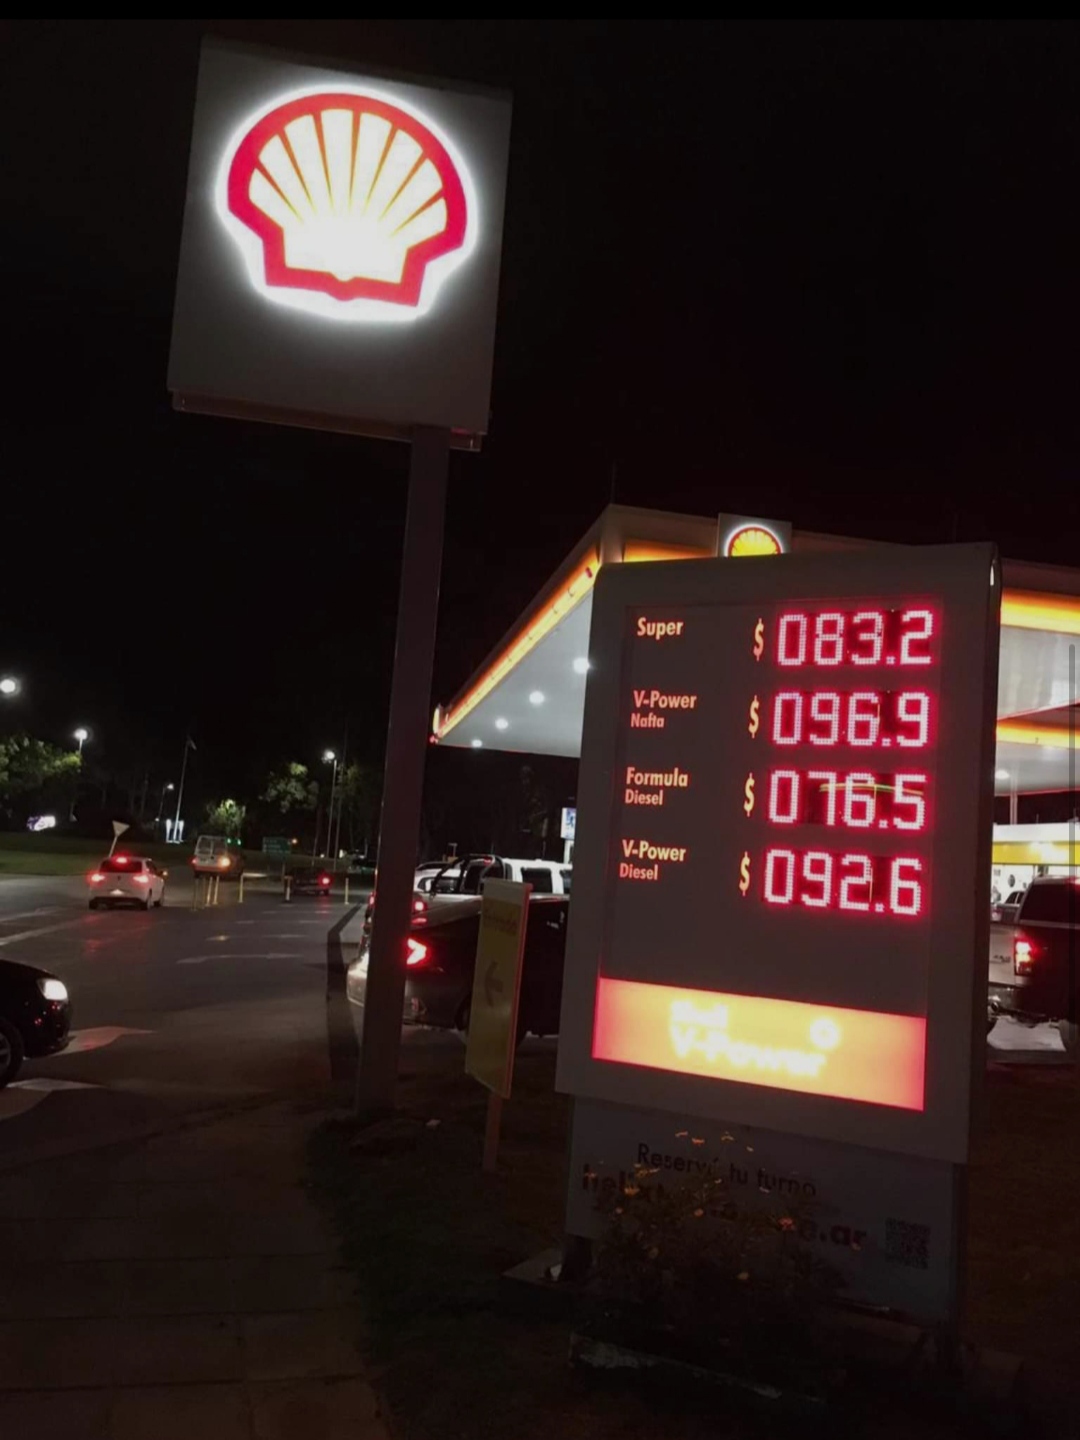 Super $ 083.2
V-Power
Nafta $ 096.9
Formula
Diesel $ 076.5
V-Power
Diesel $ 092.6
V-Power
Reservá tu turno